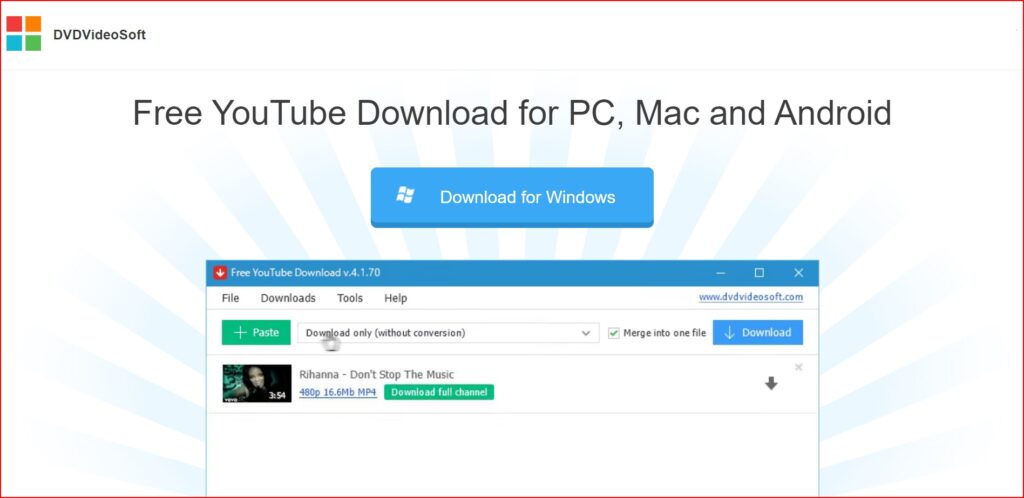 DVDVideoSoft
Free YouTube Download for PC, Mac and Android
Download for Windows
Free YouTube Download v.4.1.70
File Downloads Tools Help www.dvdvideosoft.com
Paste Download only (without conversion) Merge into one file Download
Rihanna - Don't Stop The Music
3:54 480p 16.6Mb MP4 Download full channel
vevo